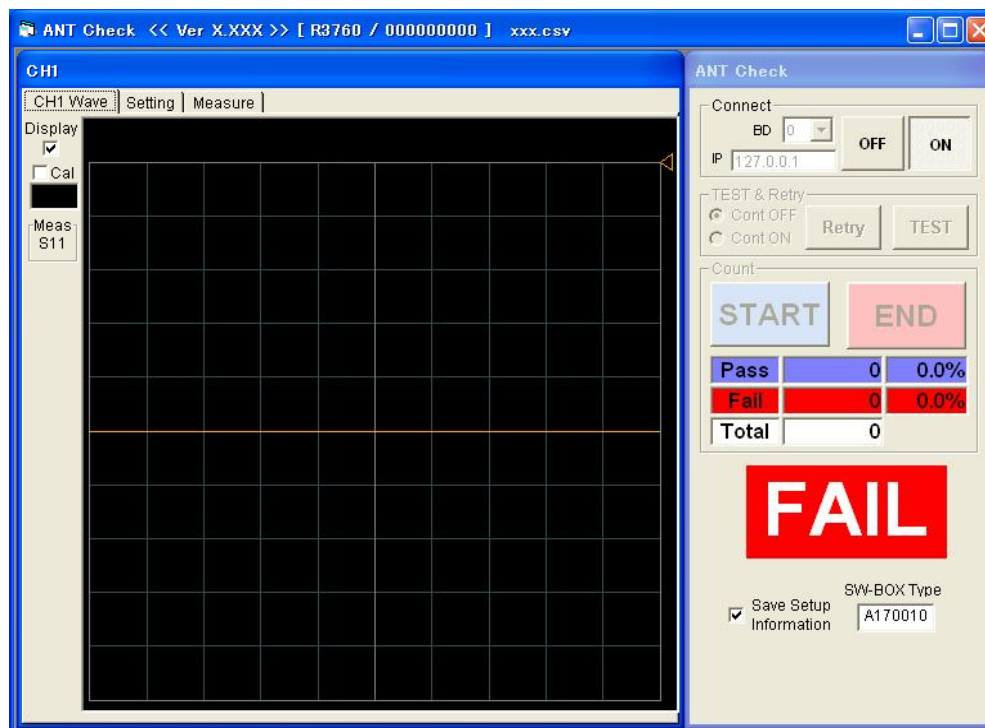 ANT Check << Ver X.XXX >> [ R3760 / 000000000 ] xxx.csv
CH1
CH1 Wave Setting Measure
Display
Cal
Meas
S11
ANT Check
Connect
BD 0
IP 127.0.0.1
OFF ON
TEST & Retry
Cont OFF
Cont ON
Retry TEST
Count
START END
Pass 0 0.0%
Fail 0 0.0%
Total 0
FAIL
Save Setup
Information
SW-BOX Type
A170010